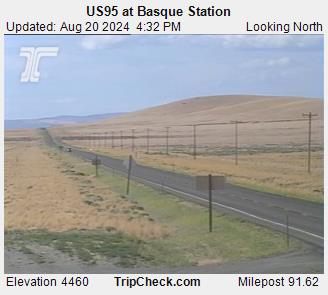 US95 at Basque Station
Updated: Aug 20 2024 4:32 PM Looking North
Elevation 4460 TripCheck.com Milepost 91.62